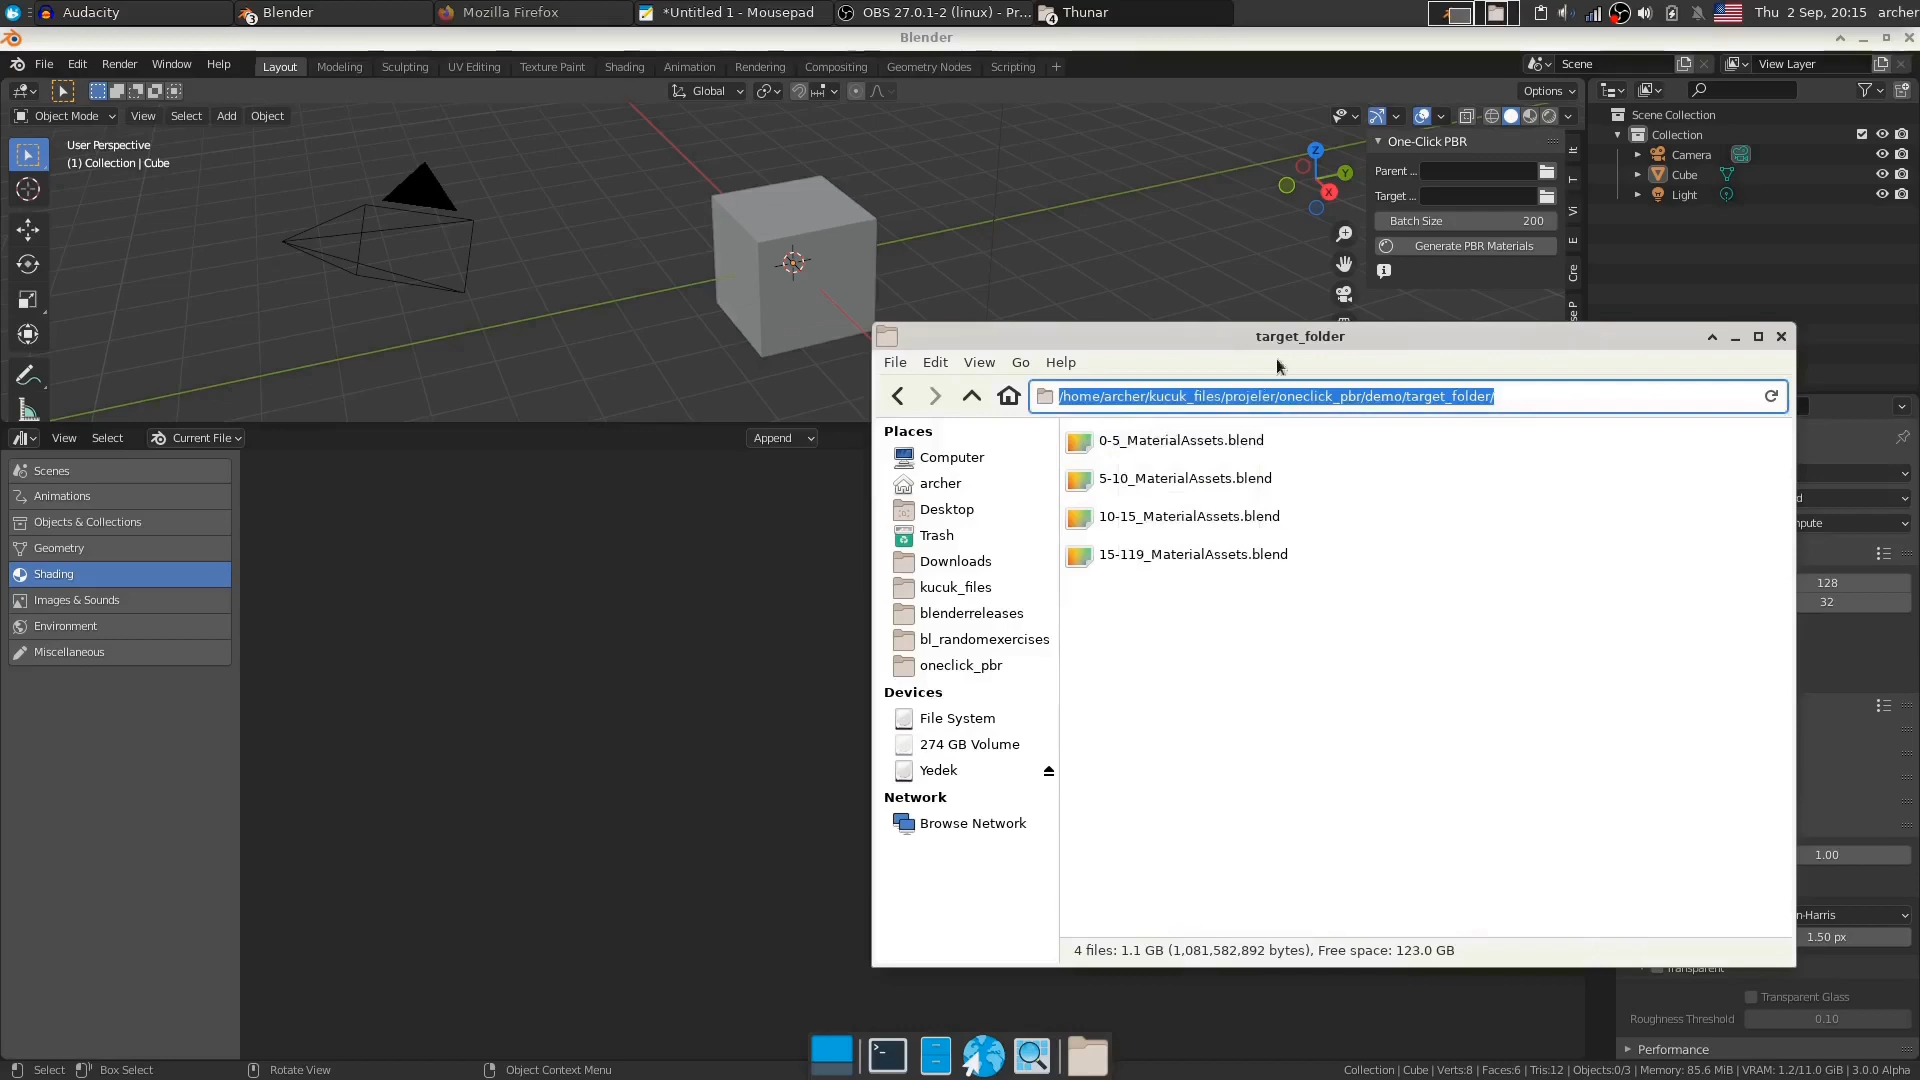 Audacity
3 Blender
Mozilla Firefox
*Untitled 1 - Mousepad
OBS 27.0.1-2 (linux) - Pr...
4 Thunar
Thu 2 Sep, 20:15 archer
Blender
File Edit Render Window Help
Layout Modeling Sculpting UV Editing Texture Paint Shading Animation Rendering Compositing Geometry Nodes Scripting +
Scene
View Layer
Global
Options
Object Mode View Select Add Object
User Perspective
(1) Collection | Cube
Z
Y
X
One-Click PBR
Parent ...
Target ...
Batch Size 200
Generate PBR Materials
It
T
Vi
E
Cre
Scene Collection
Collection
Camera
Cube
Light
View Select Current File Append
Scenes
Animations
Objects & Collections
Geometry
Shading
Images & Sounds
Environment
Miscellaneous
target_folder
File Edit View Go Help
/home/archer/kucuk_files/projeler/oneclick_pbr/demo/target_folder/
Places
Computer
archer
Desktop
Trash
Downloads
kucuk_files
blenderreleases
bl_randomexercises
oneclick_pbr
Devices
File System
274 GB Volume
Yedek
Network
Browse Network
0-5_MaterialAssets.blend
5-10_MaterialAssets.blend
10-15_MaterialAssets.blend
15-119_MaterialAssets.blend
4 files: 1.1 GB (1,081,582,892 bytes), Free space: 123.0 GB
128
32
1.00
n-Harris
1.50 px
Transparent
Transparent Glass
Roughness Threshold 0.10
Performance
Select Box Select Rotate View Object Context Menu
Collection | Cube | Verts:8 | Faces:6 | Tris:12 | Objects:0/3 | Memory: 85.6 MiB | VRAM: 1.2/11.0 GiB | 3.0.0 Alpha